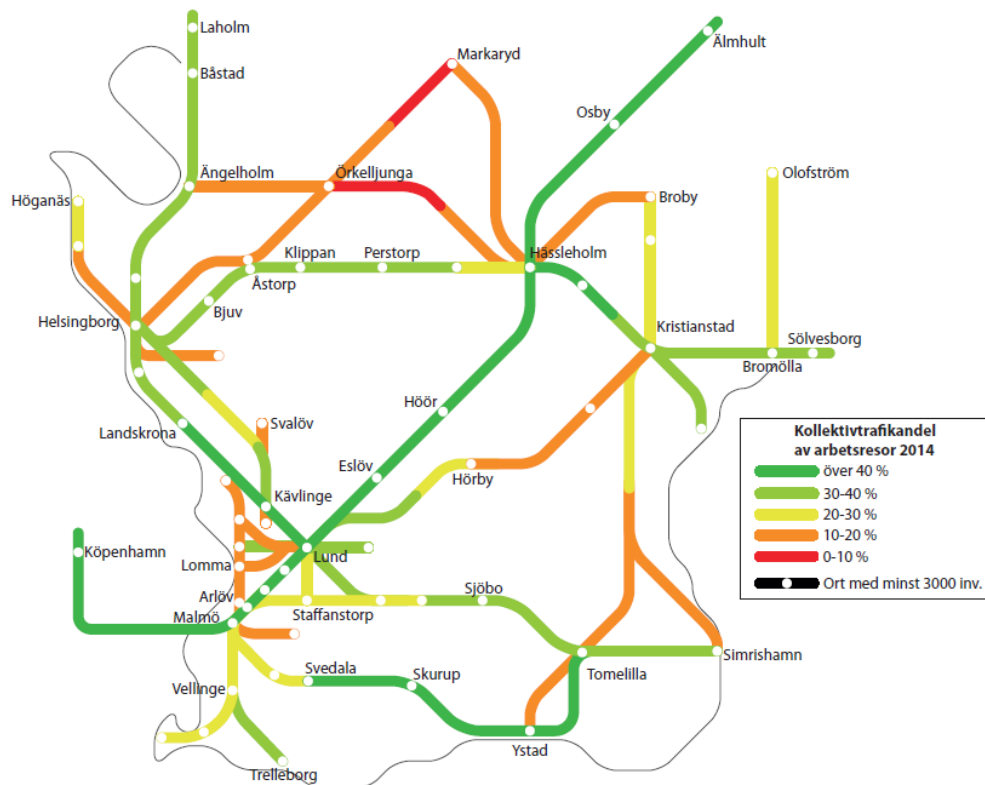 Laholm
Älmhult
Markaryd
Båstad
Osby
Ängelholm
Örkelljunga
Olofström
Höganäs
Broby
Klippan
Perstorp
Hässleholm
Åstorp
Bjuv
Helsingborg
Kristianstad
Sölvesborg
Bromölla
Höör
Landskrona
Svalöv
Kollektivtrafikandel
av arbetsresor 2014
över 40 %
30-40 %
20-30 %
10-20 %
0-10 %
Ort med minst 3000 inv.
Eslöv
Hörby
Kävlinge
Köpenhamn
Lund
Lomma
Sjöbo
Arlöv
Malmö
Staffanstorp
Simrishamn
Svedala
Skurup
Tomelilla
Vellinge
Ystad
Trelleborg